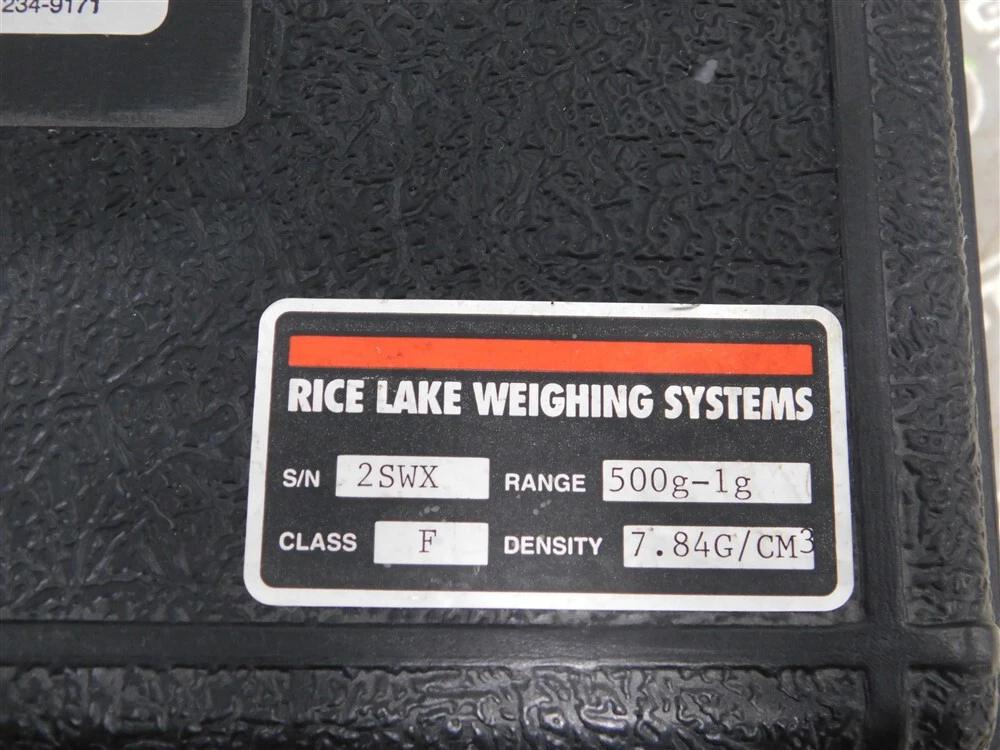 234-9171
RICE LAKE WEIGHING SYSTEMS
S/N 2SWX RANGE 500g-1g
CLASS F DENSITY 7.84G/CM³